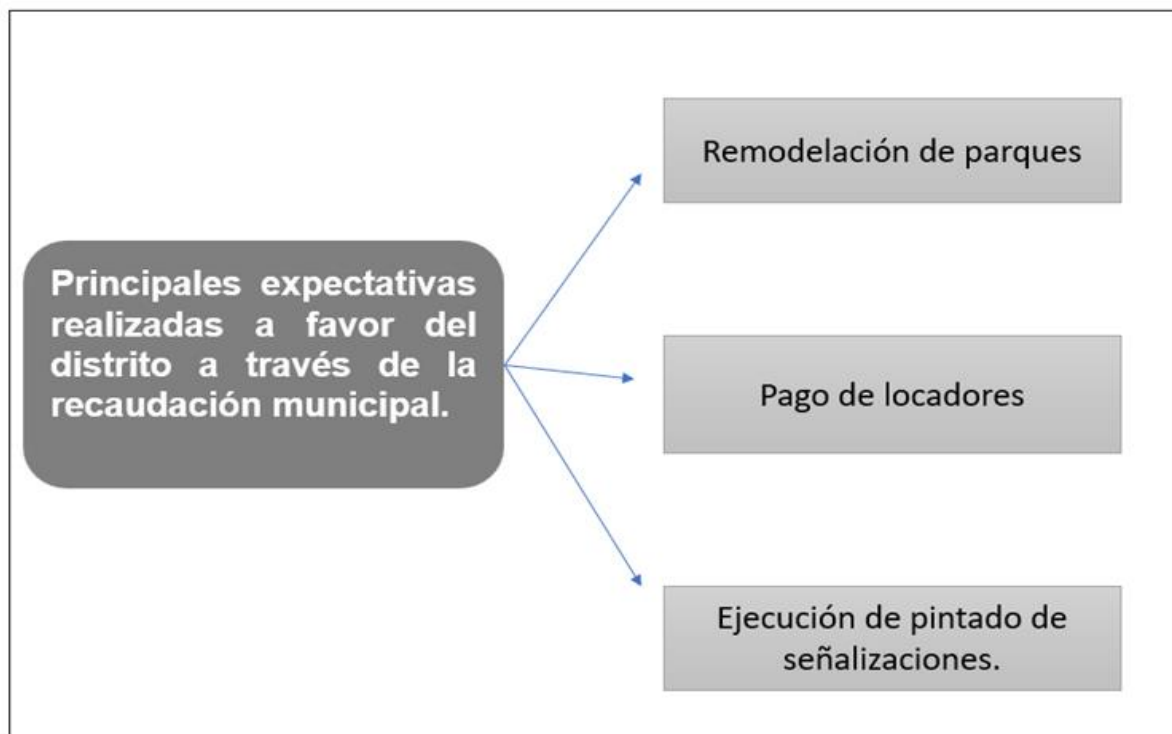 Principales expectativas
realizadas a favor del
distrito a través de la
recaudación municipal.
Remodelación de parques
Pago de locadores
Ejecución de pintado de
señalizaciones.